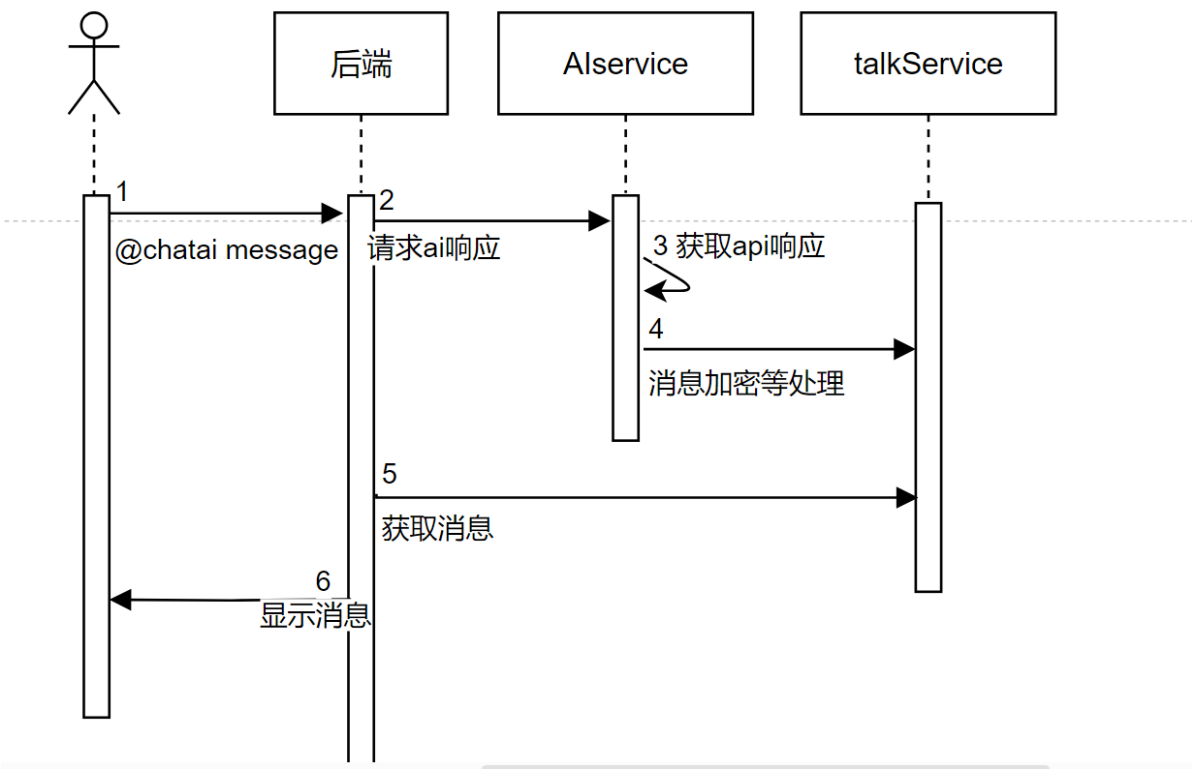 后端
AIservice
talkService
1
@chatai message
2
请求ai响应
3 获取api响应
4
消息加密等处理
5
获取消息
6
显示消息